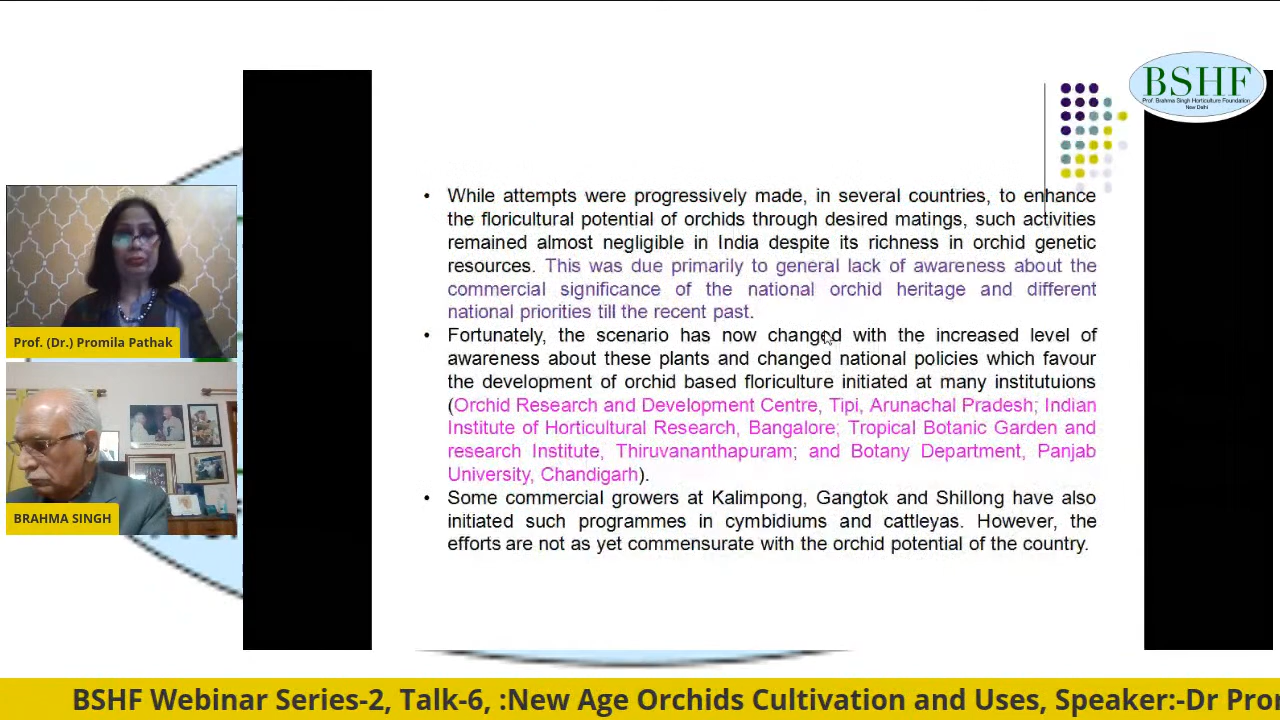 BSHF
Prof. Brahma Singh Horticulture Foundation
New Delhi
• While attempts were progressively made, in several countries, to enhance
the floricultural potential of orchids through desired matings, such activities
remained almost negligible in India despite its richness in orchid genetic
resources. This was due primarily to general lack of awareness about the
commercial significance of the national orchid heritage and different
national priorities till the recent past.
• Fortunately, the scenario has now changed with the increased level of
awareness about these plants and changed national policies which favour
the development of orchid based floriculture initiated at many institutuions
(Orchid Research and Development Centre, Tipi, Arunachal Pradesh; Indian
Institute of Horticultural Research, Bangalore; Tropical Botanic Garden and
research Institute, Thiruvananthapuram; and Botany Department, Panjab
University, Chandigarh).
• Some commercial growers at Kalimpong, Gangtok and Shillong have also
initiated such programmes in cymbidiums and cattleyas. However, the
efforts are not as yet commensurate with the orchid potential of the country.
Prof. (Dr.) Promila Pathak
BRAHMA SINGH
BSHF Webinar Series-2, Talk-6, :New Age Orchids Cultivation and Uses, Speaker:-Dr Pro